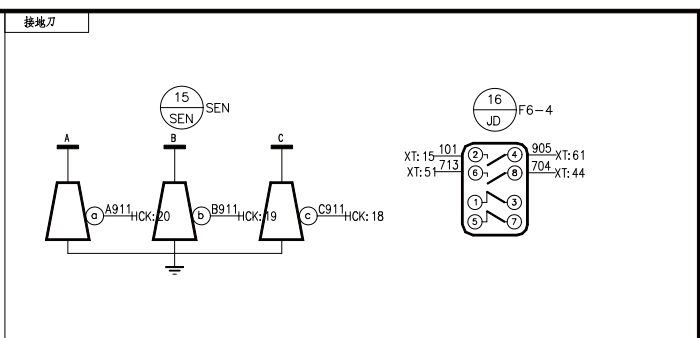 接地刀
15
SEN
SEN
A
B
C
a
A911
HCK:20
b
B911
HCK:19
c
C911
HCK:18
16
JD
F6-4
XT:15
101
2
4
905
XT:61
XT:51
713
6
8
704
XT:44
1
3
5
7